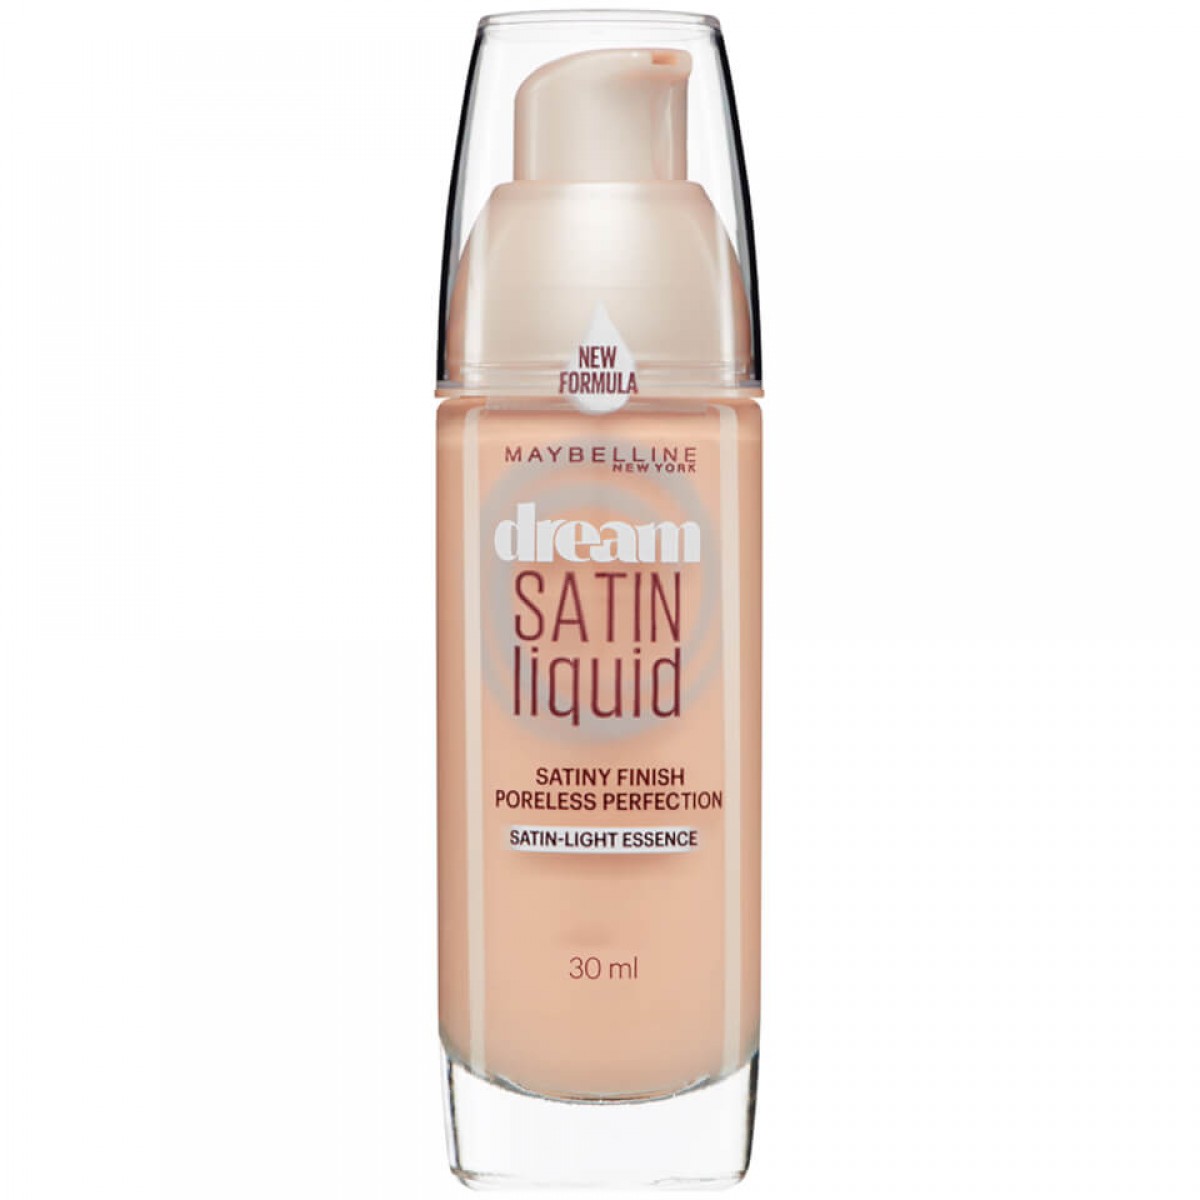 NEW
FORMULA
MAYBELLINE
NEW YORK
dream
SATIN
liquid
SATINY FINISH
PORELESS PERFECTION
SATIN-LIGHT ESSENCE
30 ml